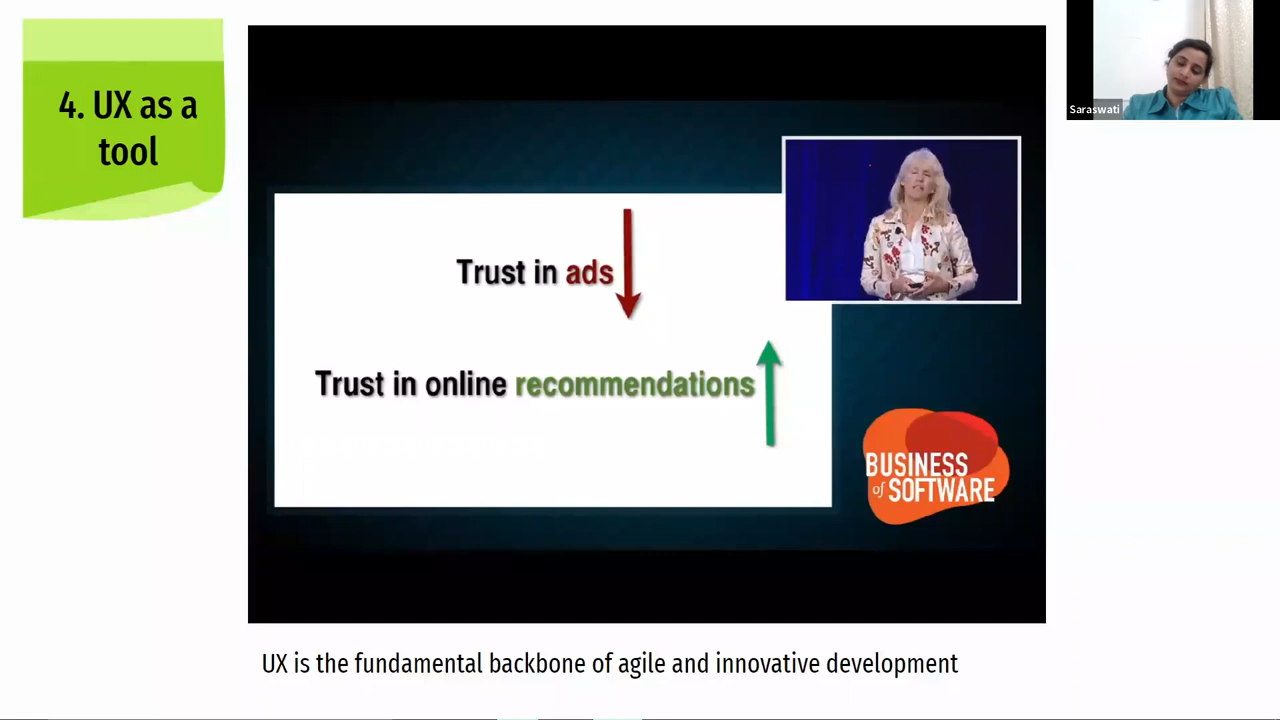 4. UX as a
tool
Saraswati
Trust in ads
Trust in online recommendations
BUSINESS
of SOFTWARE
UX is the fundamental backbone of agile and innovative development